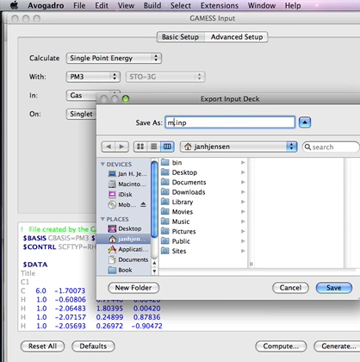 Avogadro File Edit View Build Select Extensions Window Help
GAMESS Input
Basic Setup Advanced Setup
Calculate Single Point Energy
With: PM3 STO-3G
In: Gas
On: Singlet
Export Input Deck
Save As: m.inp
janhjensen search
DEVICES
Jan H. Je...
Macinto...
iDisk
Mob...
PLACES
Desktop
janhjen...
Applicati...
Documents
Book
bin
Desktop
Documents
Downloads
Library
Movies
Music
Pictures
Public
Sites
New Folder Cancel Save
! File created by the G
$BASIS GBASIS=PM3
$CONTRL SCFTYP=RH
$DATA
Title
C1
C 6.0 -1.70073
H 1.0 -0.60806 0.00420
H 1.0 -2.06483 1.80395 0.00420
H 1.0 -2.07157 0.24899 0.87836
H 1.0 -2.05693 0.26972 -0.90472
Reset All Defaults Compute... Generate...